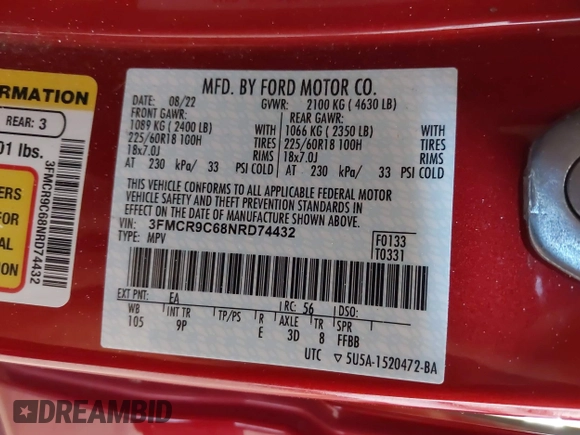 MFD. BY FORD MOTOR CO.
DATE: 08/22 GVWR: 2100 KG ( 4630 LB)
FRONT GAWR: REAR GAWR:
1089 KG ( 2400 LB) WITH 1066 KG ( 2350 LB) WITH
225/60R18 100H TIRES 225/60R18 100H TIRES
18x7.0J RIMS 18x7.0J RIMS
AT 230 kPa/ 33 PSI COLD AT 230 kPa/ 33 PSI COLD
THIS VEHICLE CONFORMS TO ALL APPLICABLE FEDERAL MOTOR
VEHICLE SAFETY AND THEFT PREVENTION STANDARDS IN
EFFECT ON THE DATE OF MANUFACTURE SHOWN ABOVE.
VIN: 3FMCR9C68NRD74432 F0133
TYPE: MPV T0331
EXT PNT: EA RC: 56 DSO:
WB INT TR TP/PS R AXLE TR SPR
105 9P E 3D 8 FFBB
UTC ▽ 5U5A-1520472-BA
ORMATION
REAR: 3
01 lbs.
3FMCR9C68NRD74432
ERS
FOR
AL
ATION
DREAMBID